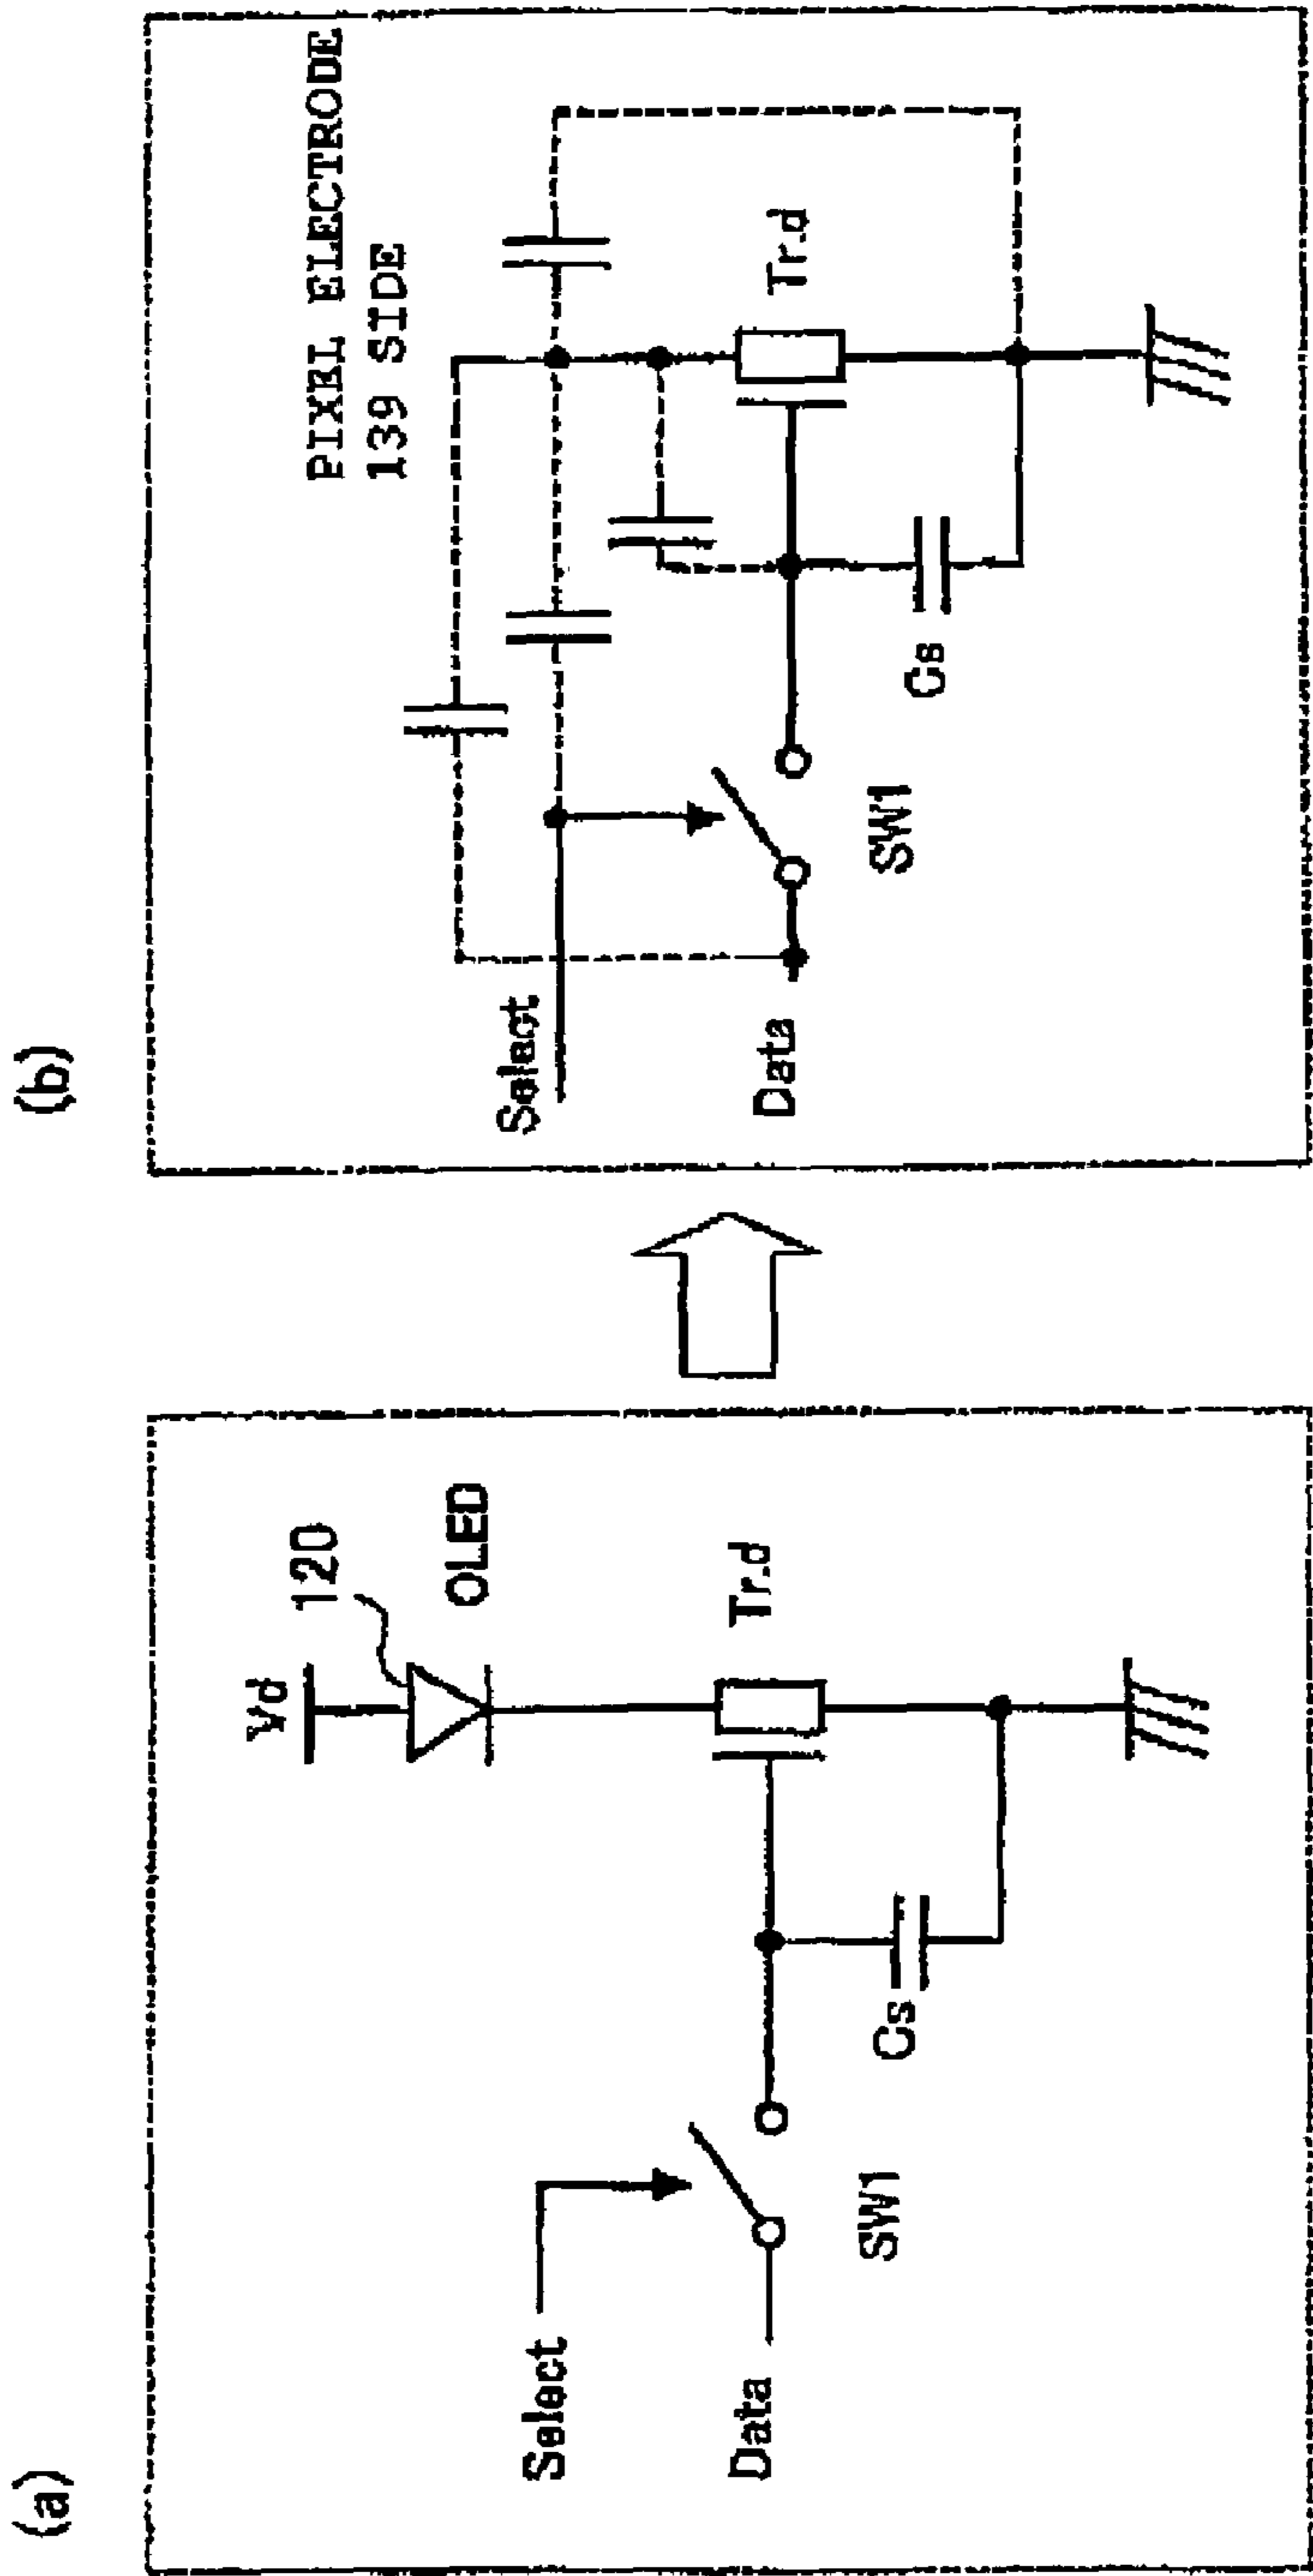 (a)
Vd
120
OLED
Select
Tr.d
Data
SW1
Cs
(b)
PIXEL ELECTRODE
139 SIDE
Select
Tr.d
Data
SW1
Cs